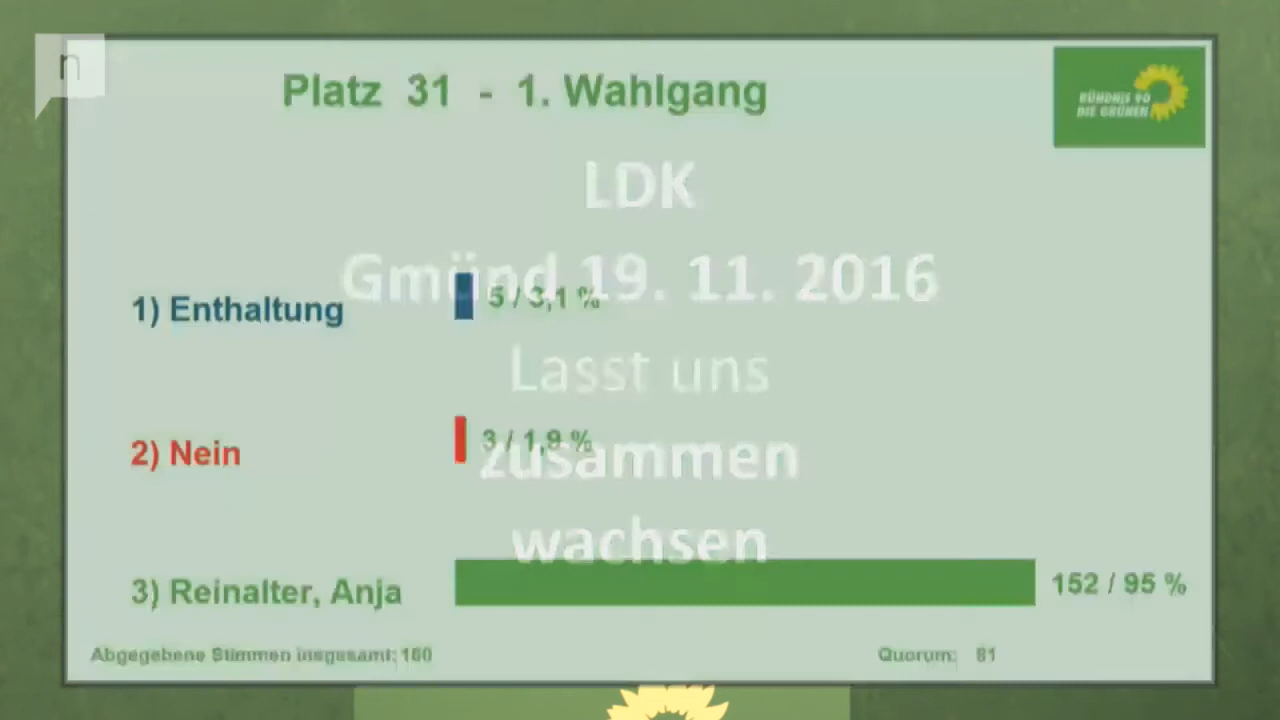 n
Platz 31 - 1. Wahlgang
BÜNDNIS 90
DIE GRÜNEN
LDK
Gmünd 19. 11. 2016
1) Enthaltung
5 / 3,1 %
Lasst uns
2) Nein
3 / 1,9 %
zusammen
wachsen
3) Reinalter, Anja
152 / 95 %
Abgegebene Stimmen insgesamt: 160
Quorum: 81